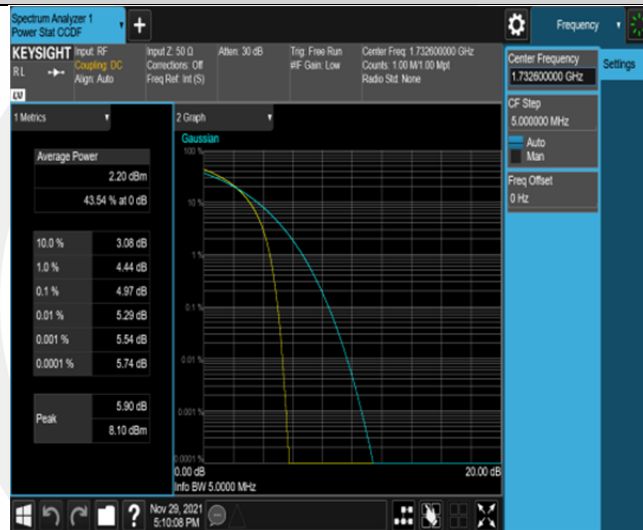 Spectrum Analyzer 1
Power Stat CCDF
Frequency
KEYSIGHT
RL
Input: RF
Coupling: DC
Align: Auto
Input Z: 50 Ω
Corrections: Off
Freq Ref: Int (S)
Atten: 30 dB
Trig: Free Run
#IF Gain: Low
Center Freq: 1.732600000 GHz
Counts: 1.00 M/1.00 Mpt
Radio Std: None
Center Frequency
1.732600000 GHz
Settings
CF Step
5.000000 MHz
Auto
Man
Freq Offset
0 Hz
1 Metrics
Average Power
2.20 dBm
43.54 % at 0 dB
10.0 % 3.08 dB
1.0 % 4.44 dB
0.1 % 4.97 dB
0.01 % 5.29 dB
0.001 % 5.54 dB
0.0001 % 5.74 dB
Peak
5.90 dB
8.10 dBm
2 Graph
Gaussian
100 %
10 %
1 %
0.1 %
0.01 %
0.001 %
0.0001 %
0.00 dB
20.00 dB
Info BW 5.0000 MHz
Nov 29, 2021
5:10:08 PM